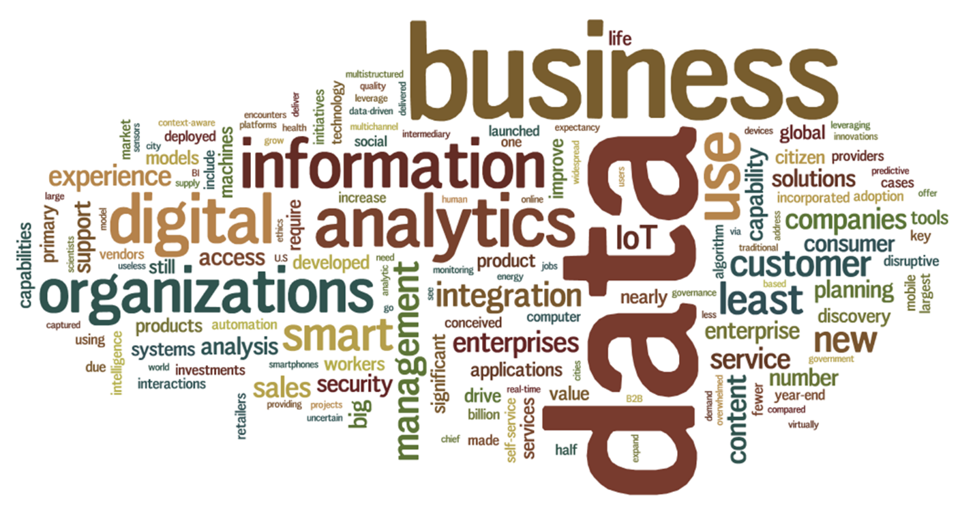 business
life
data
information
analytics
digital
organizations
use
IoT
multistructured
quality
leverage
data-driven
delivered
technology
initiatives
deliver
encounters
platforms
health
grow
multichannel
social
intermediary
launched
one
expectancy
improve
widespread
users
devices
global
leveraging
innovations
market
sensors
city
context-aware
deployed
models
include
machines
BI
supply
experience
large
primary
support
scientists
model
capabilities
vendors
useless
still
access
U.S
ethics
require
increase
human
online
developed
need
analytic
go
see
monitoring
energy
product
jobs
integration
nearly
governance
less
capability
citizen
providers
solutions
predictive
cases
incorporated
adoption
offer
address
companies
tools
key
via
traditional
algorithm
consumer
customer
disruptive
based
least
planning
mobile
largest
discovery
enterprise
new
government
service
number
year-end
compared
virtually
fewer
content
demand
overwhelmed
captured
using
due
intelligence
products
automation
systems
analysis
world
investments
interactions
smart
smartphones
workers
sales
security
providing
projects
uncertain
retailers
big
management
conceived
computer
enterprises
significant
applications
cities
drive
real-time
value
billion
B2B
self-service
services
chief
made
half
expand